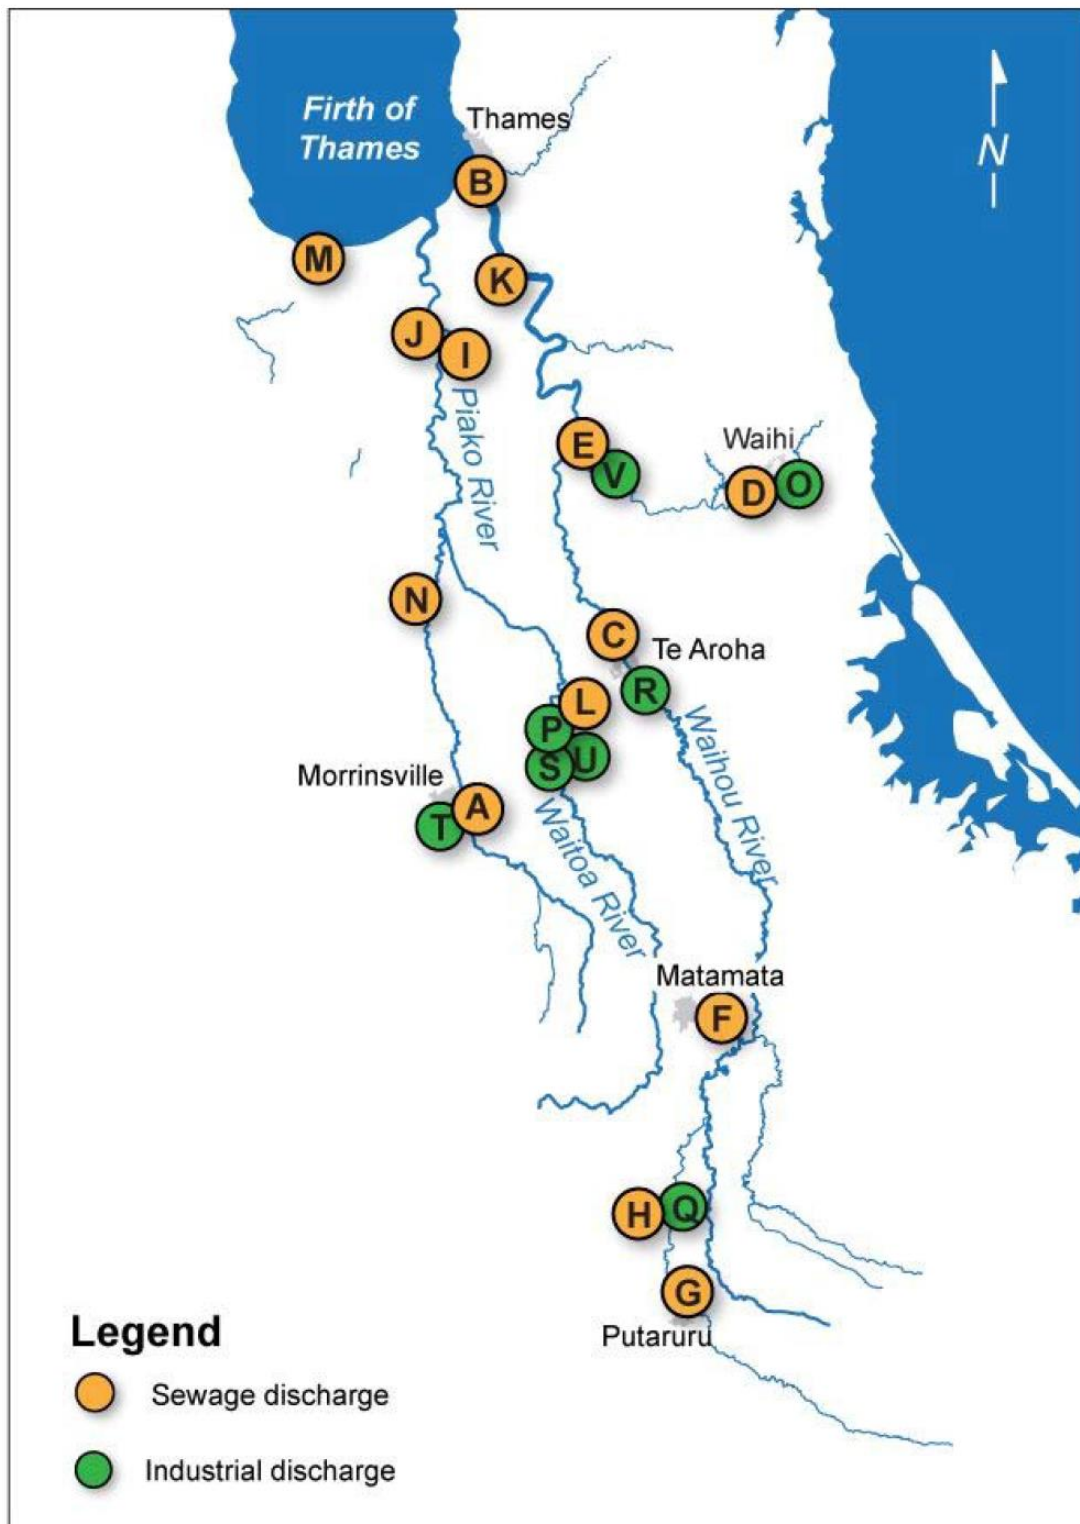 Firth of
Thames
Thames
N
B
M
K
J
I
Piako River
E
V
Waihi
D
O
N
C
Te Aroha
R
L
P
S
U
Waihou River
Morrinsville
A
T
Waitoa River
Matamata
F
H
Q
G
Putaruru
Legend
Sewage discharge
Industrial discharge